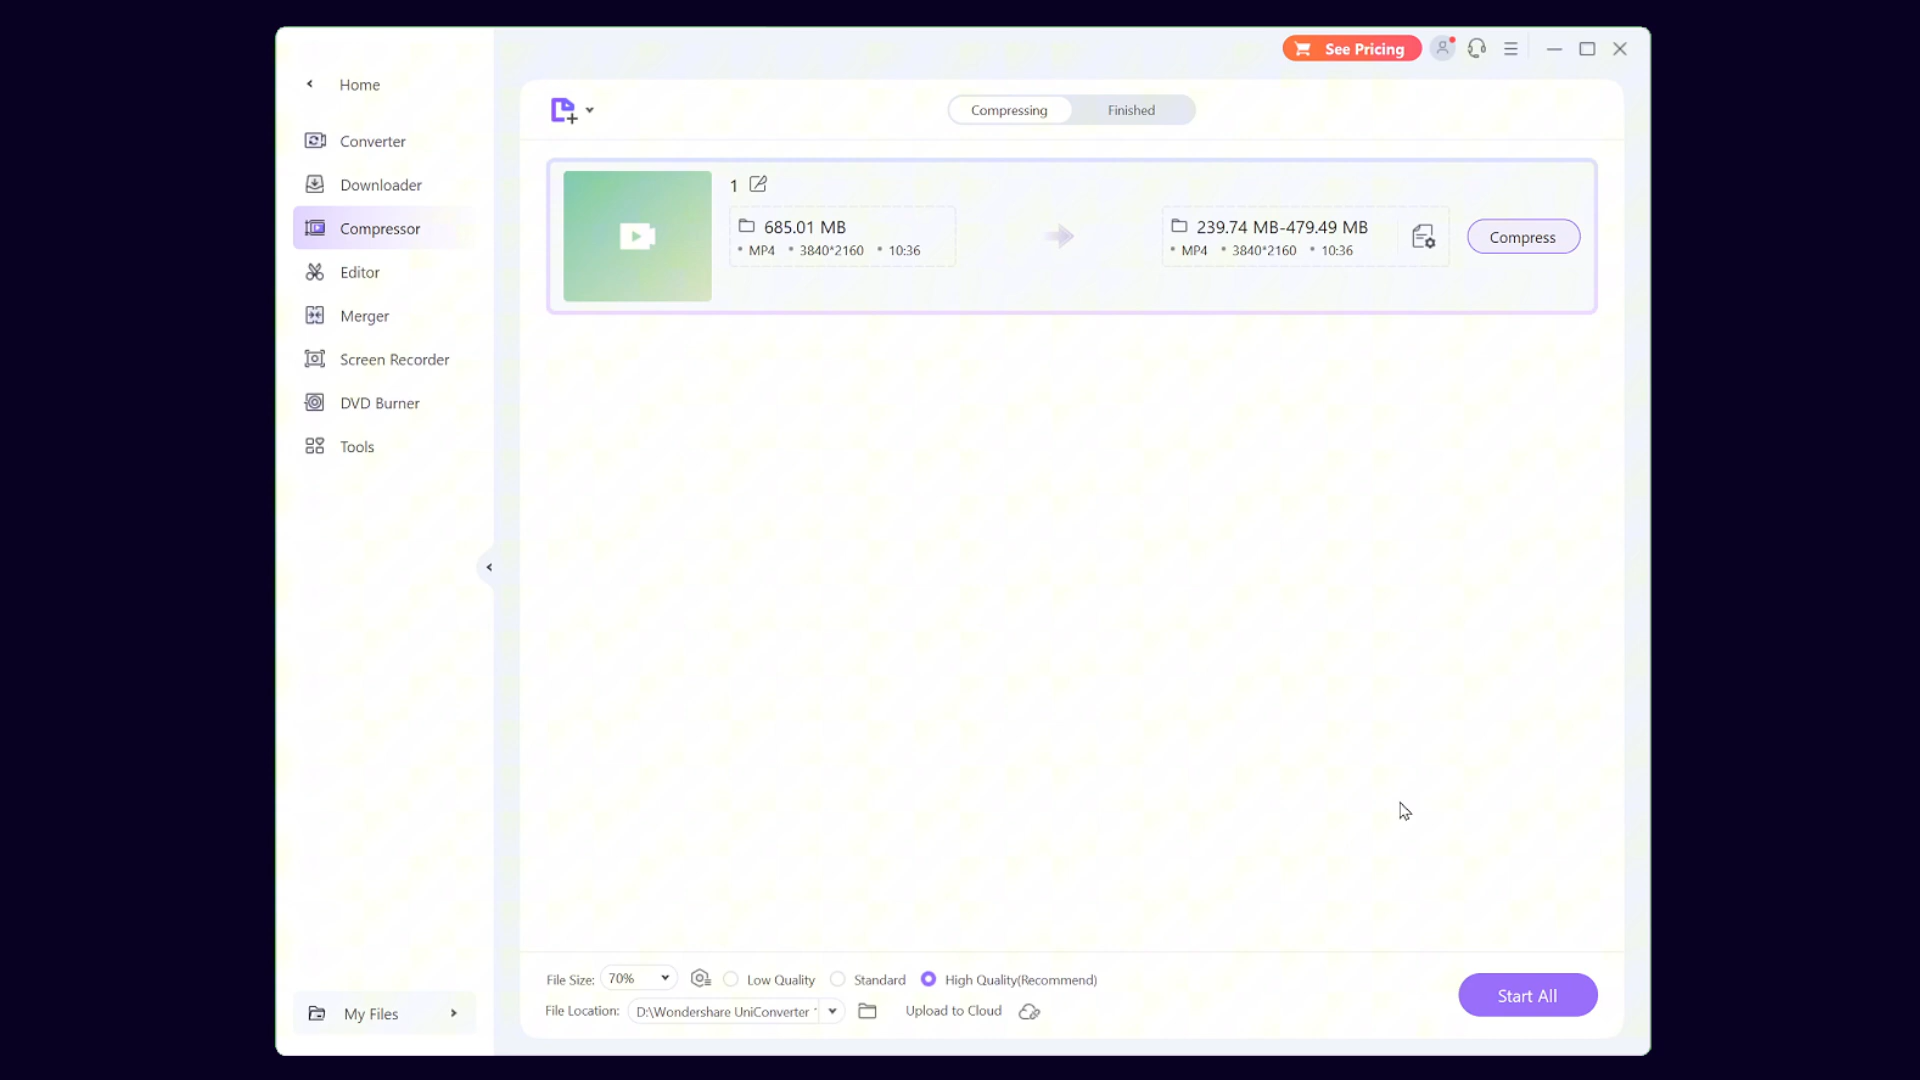 See Pricing
Home
Converter
Downloader
Compressor
Editor
Merger
Screen Recorder
DVD Burner
Tools
My Files
Compressing
Finished
1
685.01 MB
MP4 3840*2160 10:36
239.74 MB-479.49 MB
MP4 3840*2160 10:36
Compress
File Size: 70% Low Quality Standard High Quality(Recommend)
File Location: D:\Wondershare UniConverter Upload to Cloud
Start All